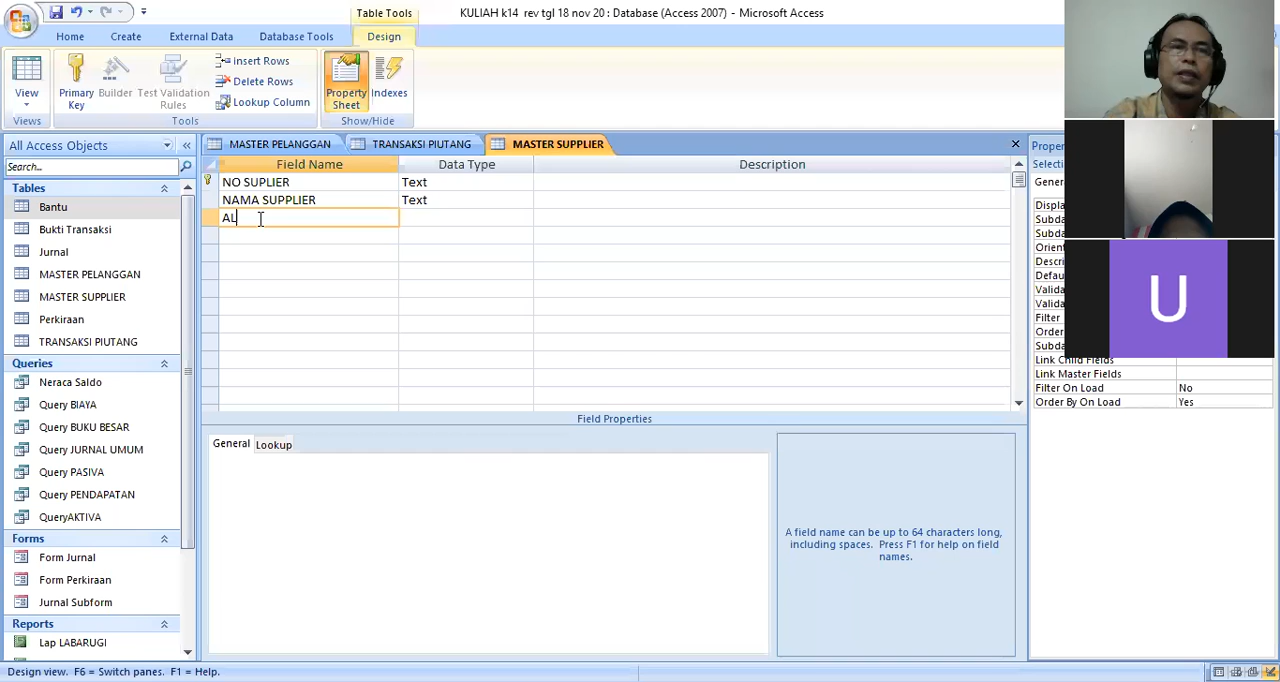 Table Tools
KULIAH k14 rev tgl 18 nov 20 : Database (Access 2007) - Microsoft Access
Home
Create
External Data
Database Tools
Design
View
Primary Key
Builder
Test Validation Rules
Insert Rows
Delete Rows
Lookup Column
Property Sheet
Indexes
Views
Tools
Show/Hide
All Access Objects
Search...
MASTER PELANGGAN
TRANSAKSI PIUTANG
MASTER SUPPLIER
Field Name
Data Type
Description
NO SUPLIER
Text
NAMA SUPPLIER
Text
AL
Tables
Bantu
Bukti Transaksi
Jurnal
MASTER PELANGGAN
MASTER SUPPLIER
Perkiraan
TRANSAKSI PIUTANG
Queries
Neraca Saldo
Query BIAYA
Query BUKU BESAR
Query JURNAL UMUM
Query PASIVA
Query PENDAPATAN
QueryAKTIVA
Forms
Form Jurnal
Form Perkiraan
Jurnal Subform
Reports
Lap LABARUGI
Field Properties
General
Lookup
A field name can be up to 64 characters long,
including spaces. Press F1 for help on field
names.
Prope
Selecti
Gener
Displa
Subda
Subda
Orient
Descri
Defau
Valida
Valida
Filter
Order
Subda
Link Child Fields
Link Master Fields
Filter On Load
No
Order By On Load
Yes
U
Design view. F6 = Switch panes. F1 = Help.